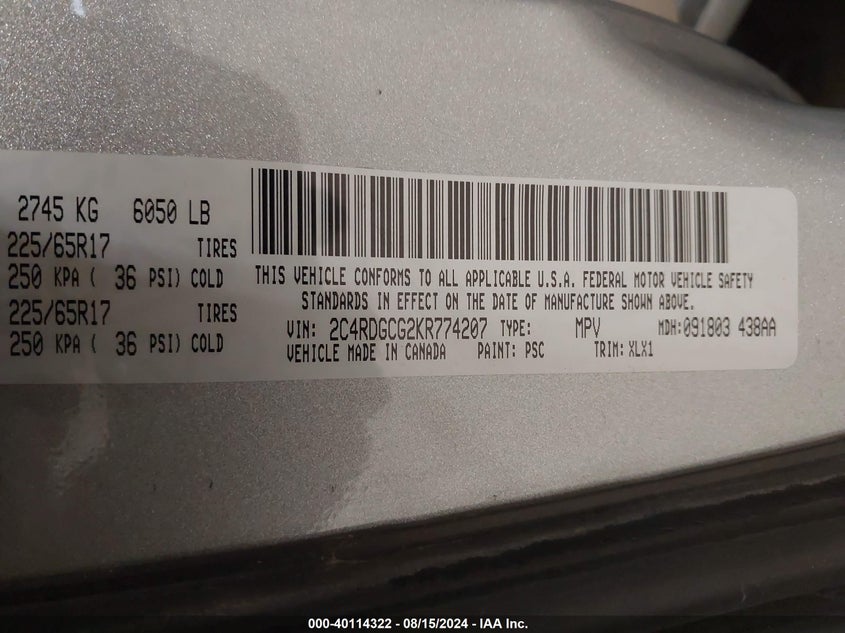 2745 KG 6050 LB
225/65R17 TIRES
250 KPA ( 36 PSI) COLD
225/65R17 TIRES
250 KPA ( 36 PSI) COLD
THIS VEHICLE CONFORMS TO ALL APPLICABLE U.S.A. FEDERAL MOTOR VEHICLE SAFETY
STANDARDS IN EFFECT ON THE DATE OF MANUFACTURE SHOWN ABOVE.
VIN: 2C4RDGCG2KR774207 TYPE: MPV MDH:091803 438AA
VEHICLE MADE IN CANADA PAINT: PSC TRIM: XLX1
000-40114322 - 08/15/2024 - IAA Inc.